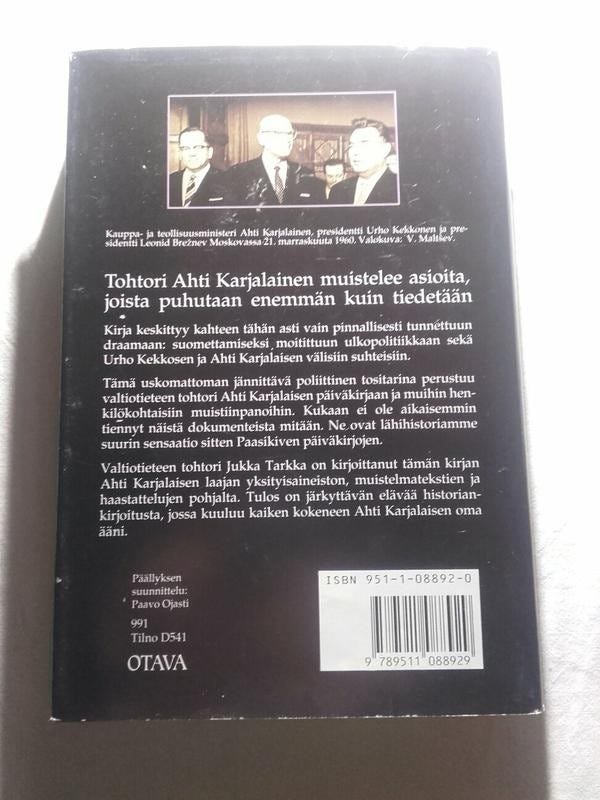 Kauppa- ja teollisuusministeri Ahti Karjalainen, presidentti Urho Kekkonen ja pre-
sidentti Leonid Brežnev Moskovassa 21. marraskuuta 1960. Valokuva: V. Maltšev.
Tohtori Ahti Karjalainen muistelee asioita,
joista puhutaan enemmän kuin tiedetään
Kirja keskittyy kahteen tähän asti vain pinnallisesti tunnettuun
draamaan: suomettamiseksi moitittuun ulkopolitiikkaan sekä
Urho Kekkosen ja Ahti Karjalaisen välisiin suhteisiin.
Tämä uskomattoman jännittävä poliittinen tositarina perustuu
valtiotieteen tohtori Ahti Karjalaisen päiväkirjaan ja muihin hen-
kilökohtaisiin muistiinpanoihin. Kukaan ei ole aikaisemmin
tiennyt näistä dokumenteista mitään. Ne ovat lähihistoriamme
suurin sensaatio sitten Paasikiven päiväkirjojen.
Valtiotieteen tohtori Jukka Tarkka on kirjoittanut tämän kirjan
Ahti Karjalaisen laajan yksityisaineiston, muistelmatekstien ja
haastattelujen pohjalta. Tulos on järkyttävän elävää historian-
kirjoitusta, jossa kuuluu kaiken kokeneen Ahti Karjalaisen oma
ääni.
Päällyksen
suunnittelu:
Paavo Ojasti
991
Tilno D541
OTAVA
ISBN 951-1-08892-0
9 789511 088929